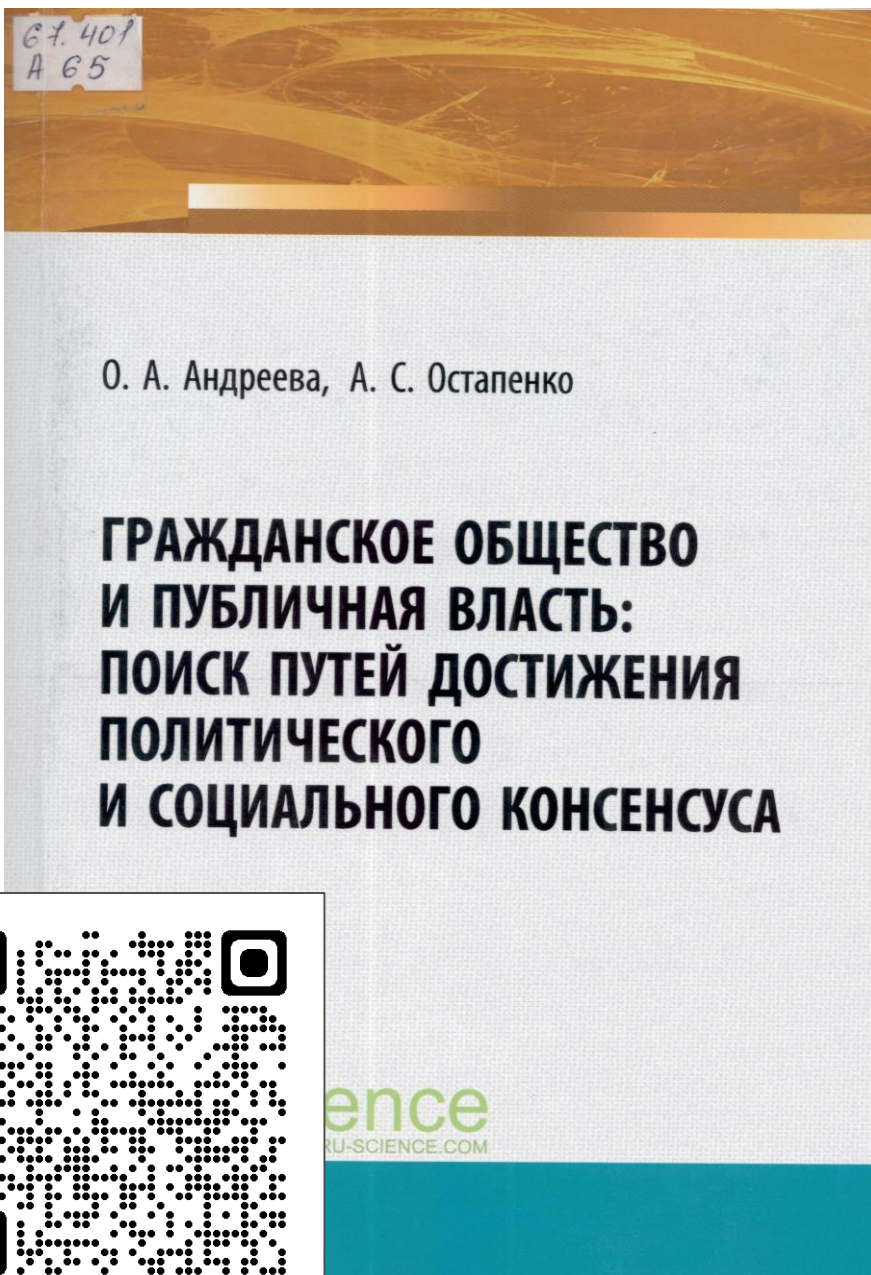 67.401
А 65
О. А. Андреева, А. С. Остапенко
ГРАЖДАНСКОЕ ОБЩЕСТВО
И ПУБЛИЧНАЯ ВЛАСТЬ:
ПОИСК ПУТЕЙ ДОСТИЖЕНИЯ
ПОЛИТИЧЕСКОГО
И СОЦИАЛЬНОГО КОНСЕНСУСА
ence
RU-SCIENCE.COM